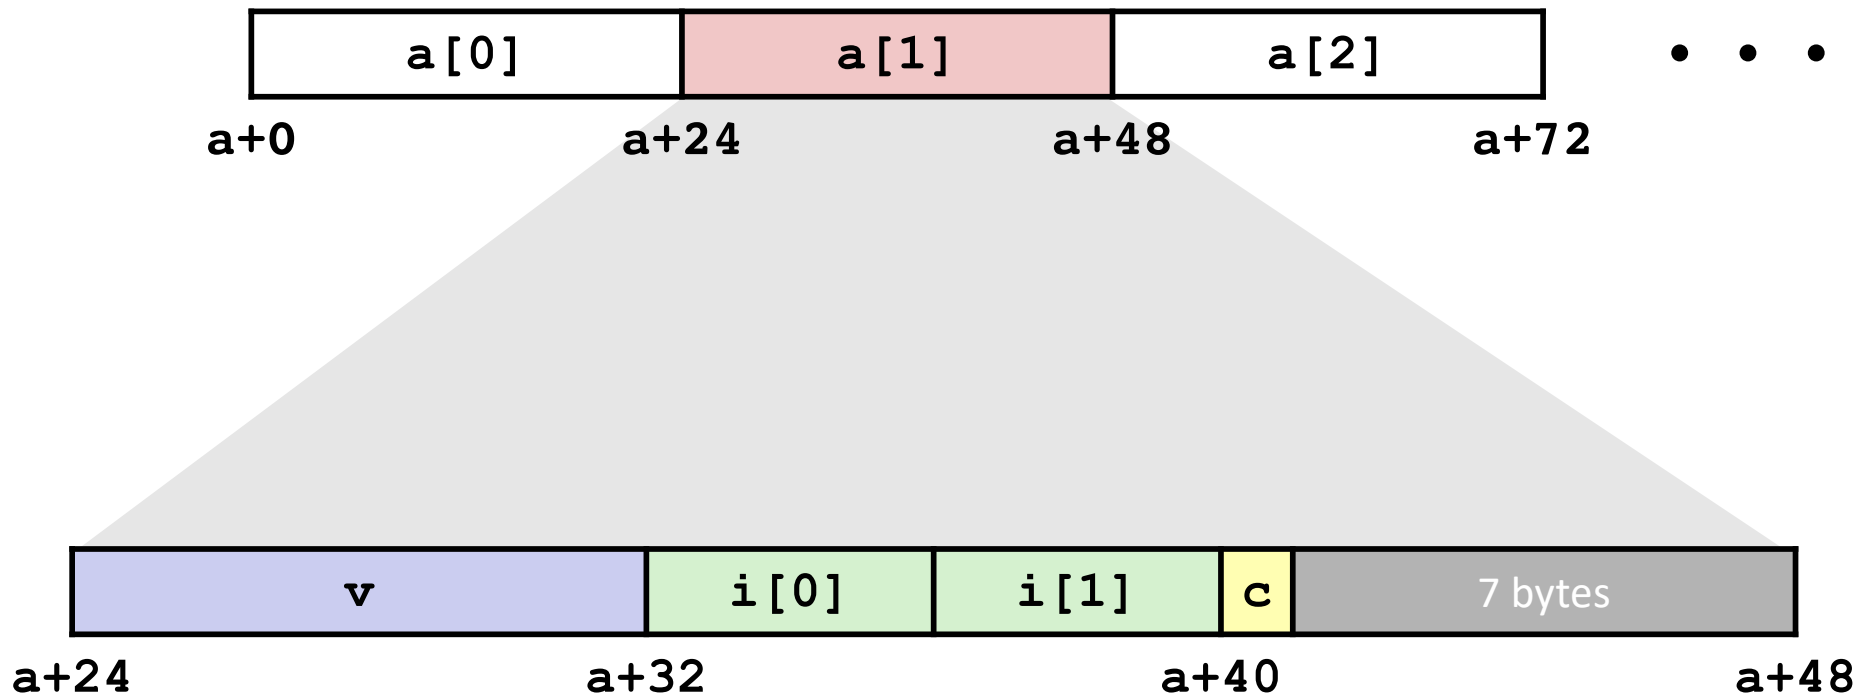 a[0] a[1] a[2] • • •
a+0 a+24 a+48 a+72
v i[0] i[1] c 7 bytes
a+24 a+32 a+40 a+48